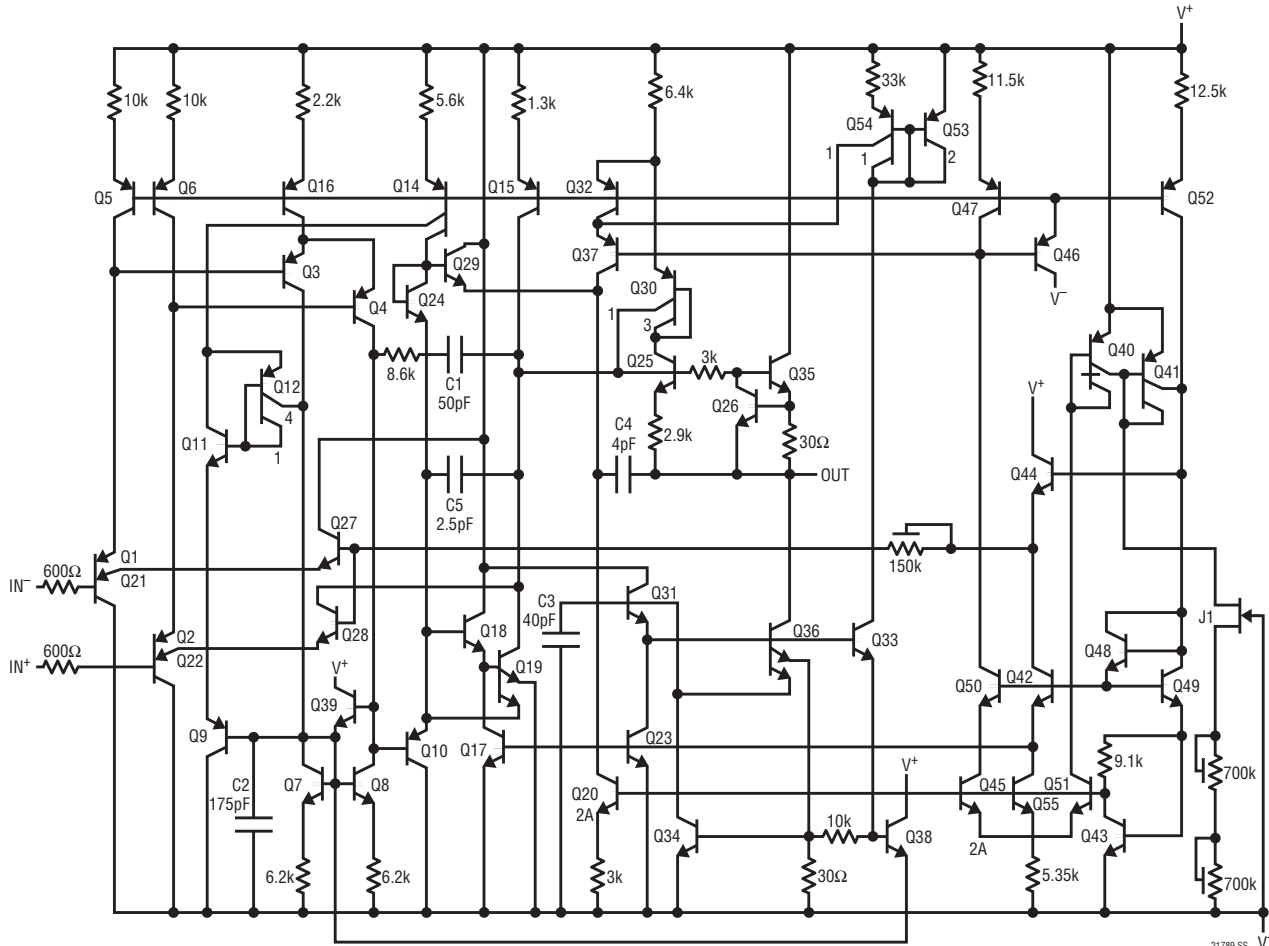 V+
10k
10k
2.2k
5.6k
1.3k
6.4k
33k
11.5k
12.5k
Q54
Q53
1
1
2
Q5
Q6
Q16
Q14
Q15
Q32
Q47
Q52
Q3
Q29
Q37
Q46
V–
Q4
Q24
Q30
1
3
Q40
Q41
8.6k
C1
50pF
Q25
3k
Q35
Q12
4
Q11
1
Q26
V+
C4
4pF
2.9k
30Ω
OUT
Q44
C5
2.5pF
Q27
150k
IN–
600Ω
Q1
Q21
Q31
C3
40pF
J1
IN+
600Ω
Q2
Q22
Q28
Q18
Q36
Q33
Q48
Q19
V+
Q39
Q50
Q42
Q49
Q9
Q10
Q17
Q23
V+
9.1k
700k
C2
175pF
Q7
Q8
Q20
2A
Q45
Q55
Q51
Q34
10k
Q38
2A
Q43
6.2k
6.2k
3k
30Ω
5.35k
700k
21789 SS
V–